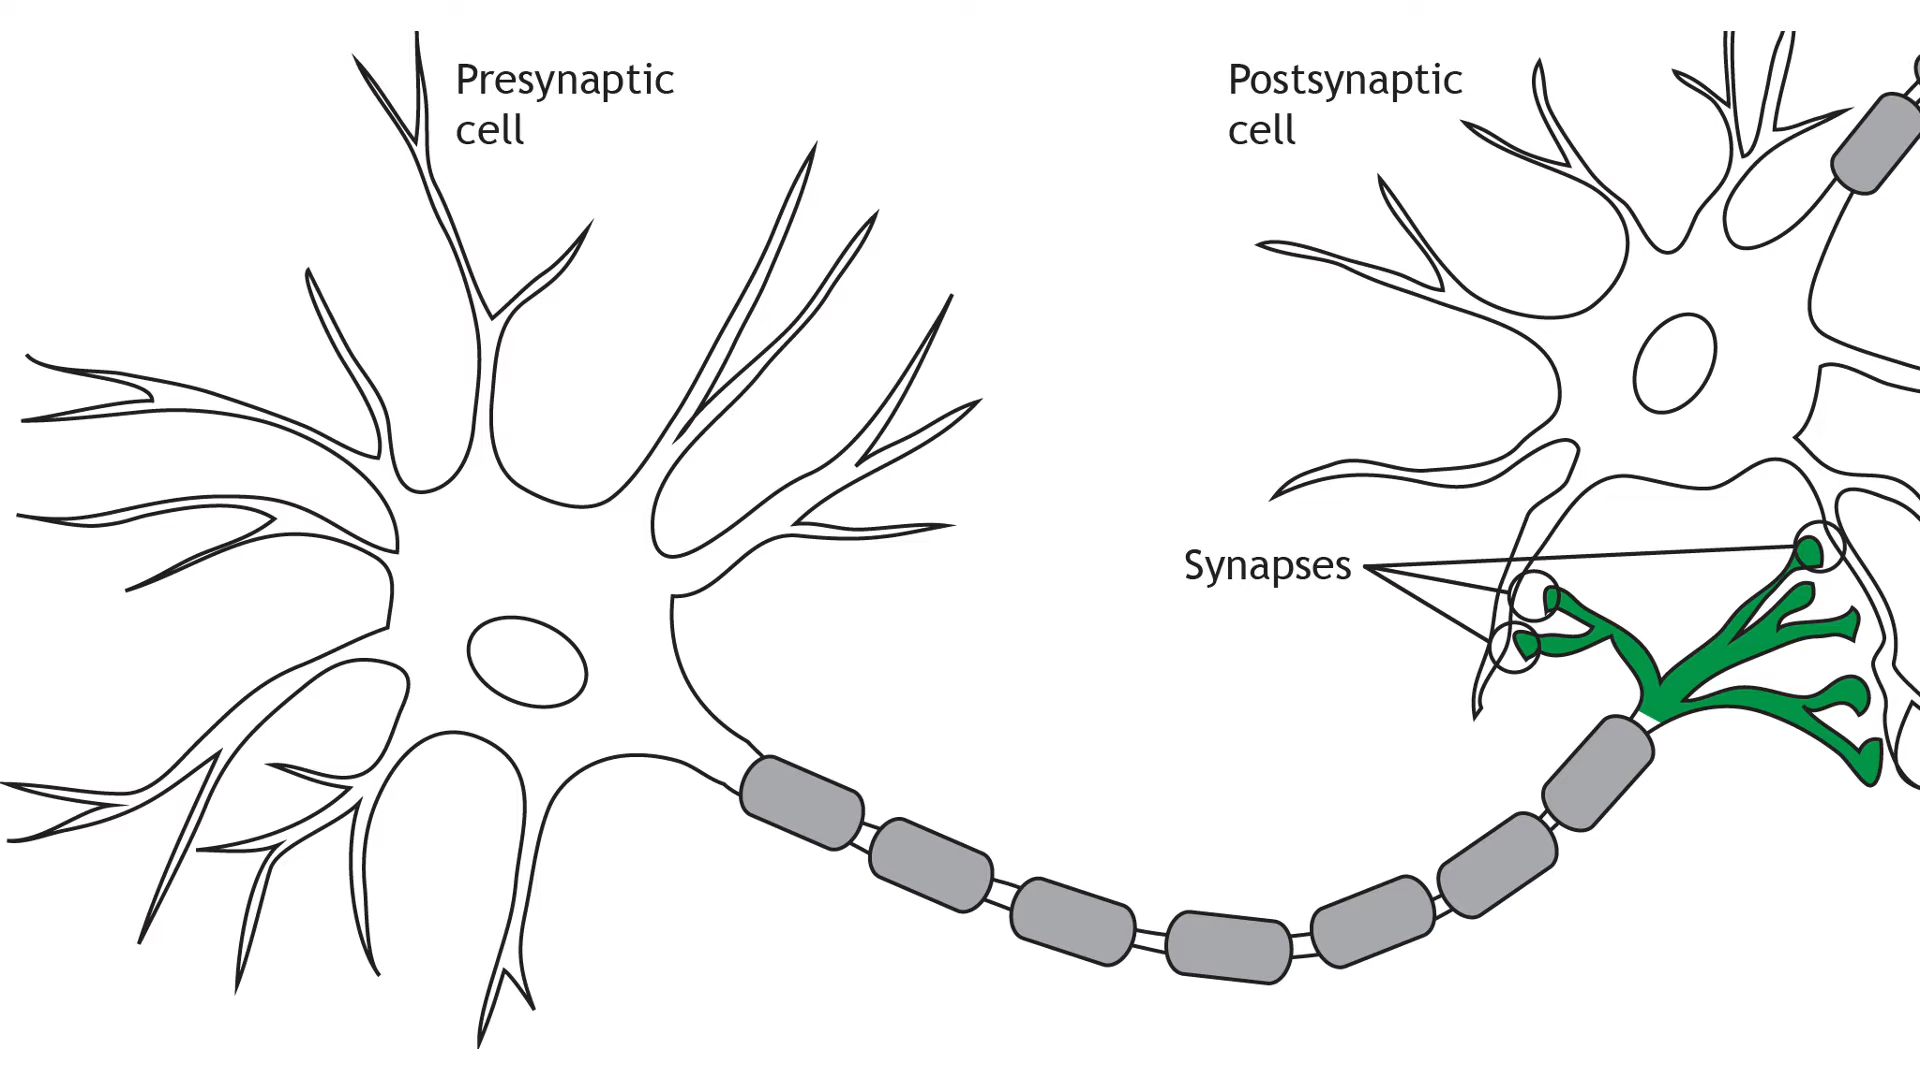 Presynaptic
cell
Postsynaptic
cell
Synapses